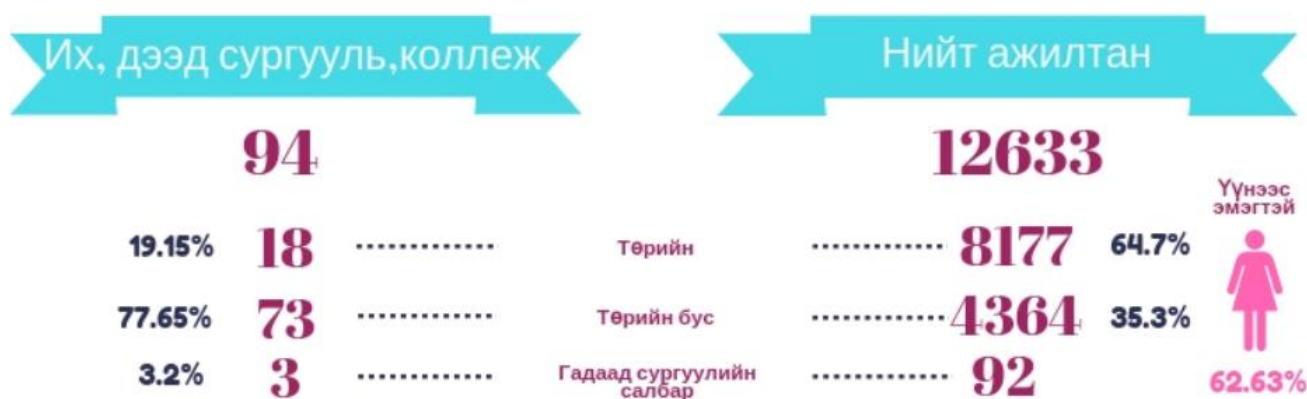 Их, дээд сургууль,коллеж
Нийт ажилтан
94
12633
Үүнээс
эмэгтэй
19.15% 18 Төрийн 8177 64.7%
77.65% 73 Төрийн бус 4364 35.3%
3.2% 3 Гадаад сургуулийн
салбар 92
62.63%